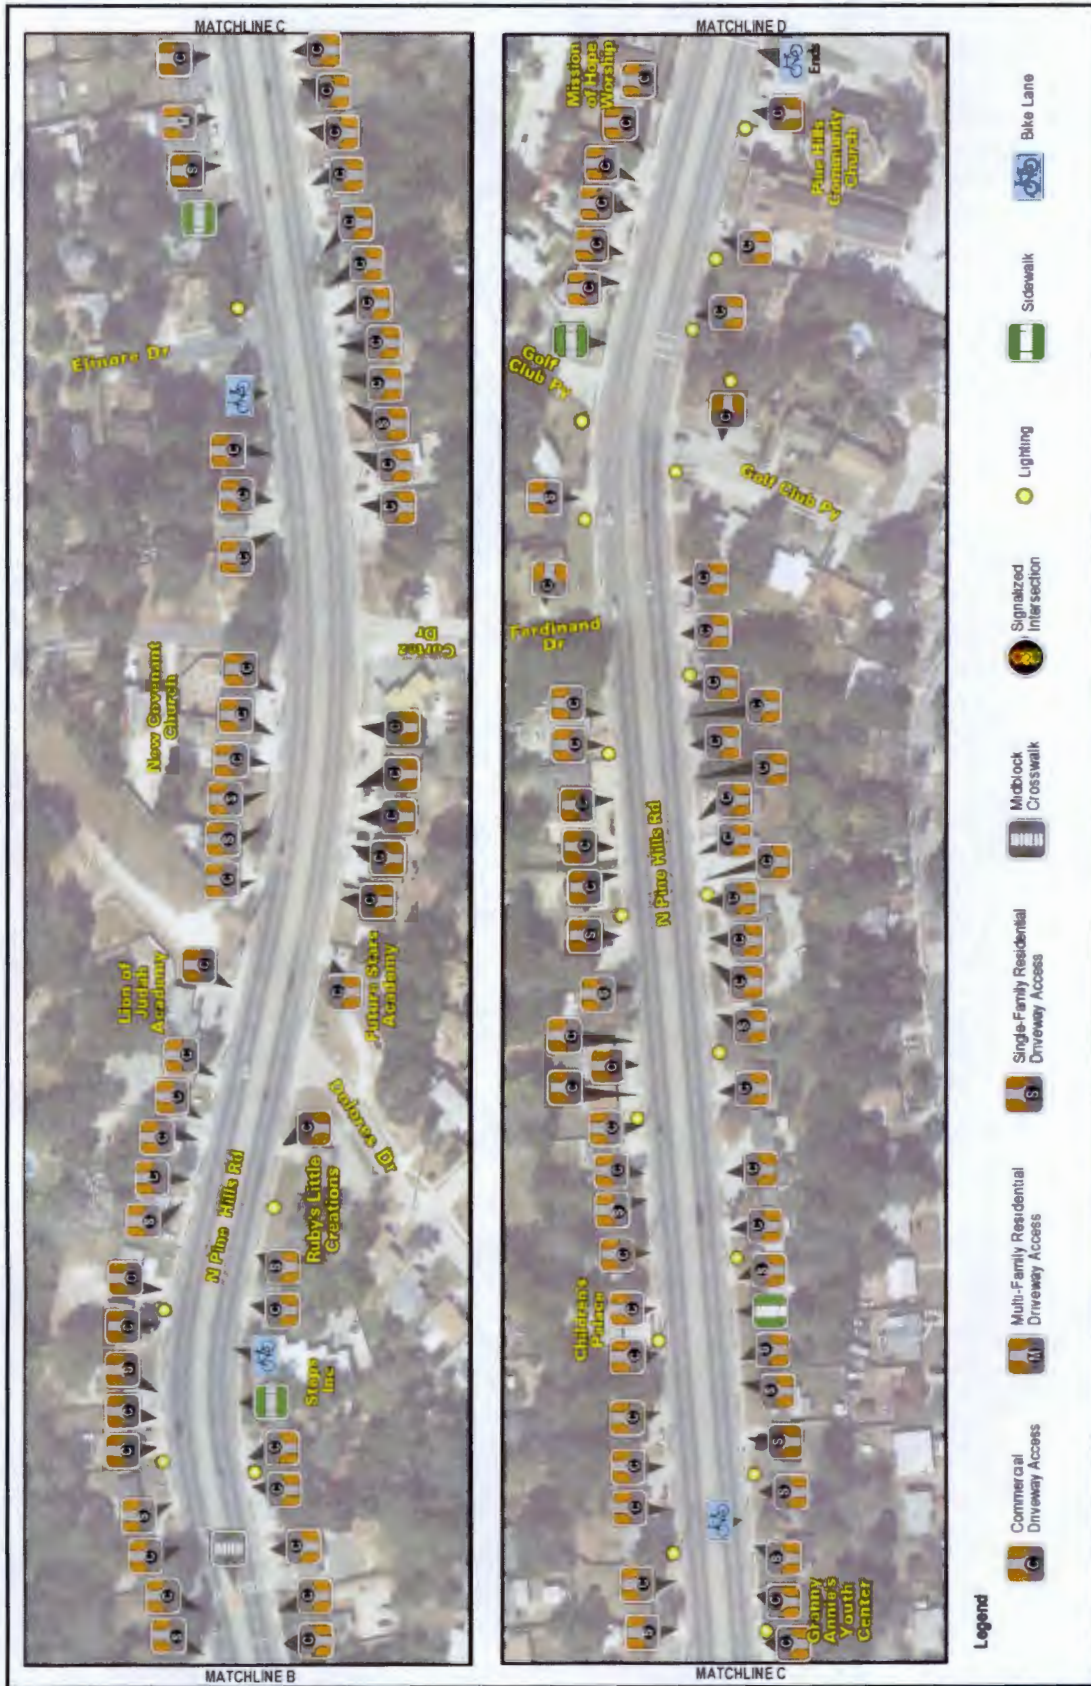 MATCHLINE C
Elmore Dr
New Covenant
Church
Cortez
Dr
Lion of
Judah
Academy
Future Stars
Academy
Dolores Dr
N Pine Hills Rd
Ruby's Little
Creations
Steps
Inc
MATCHLINE B
MATCHLINE D
Mission
of Hope
Worship
Ends
Pine Hills
Community
Church
Golf
Club Py
Golf Club Py
Ferdinand
Dr
N Pine Hills Rd
Children's
Palace
Granny
Annie's
Youth
Center
MATCHLINE C
Legend
C
Commercial
Driveway Access
M
Multi-Family Residential
Driveway Access
S
Single-Family Residential
Driveway Access
Midblock
Crosswalk
Signalized
Intersection
Lighting
Sidewalk
Bike Lane